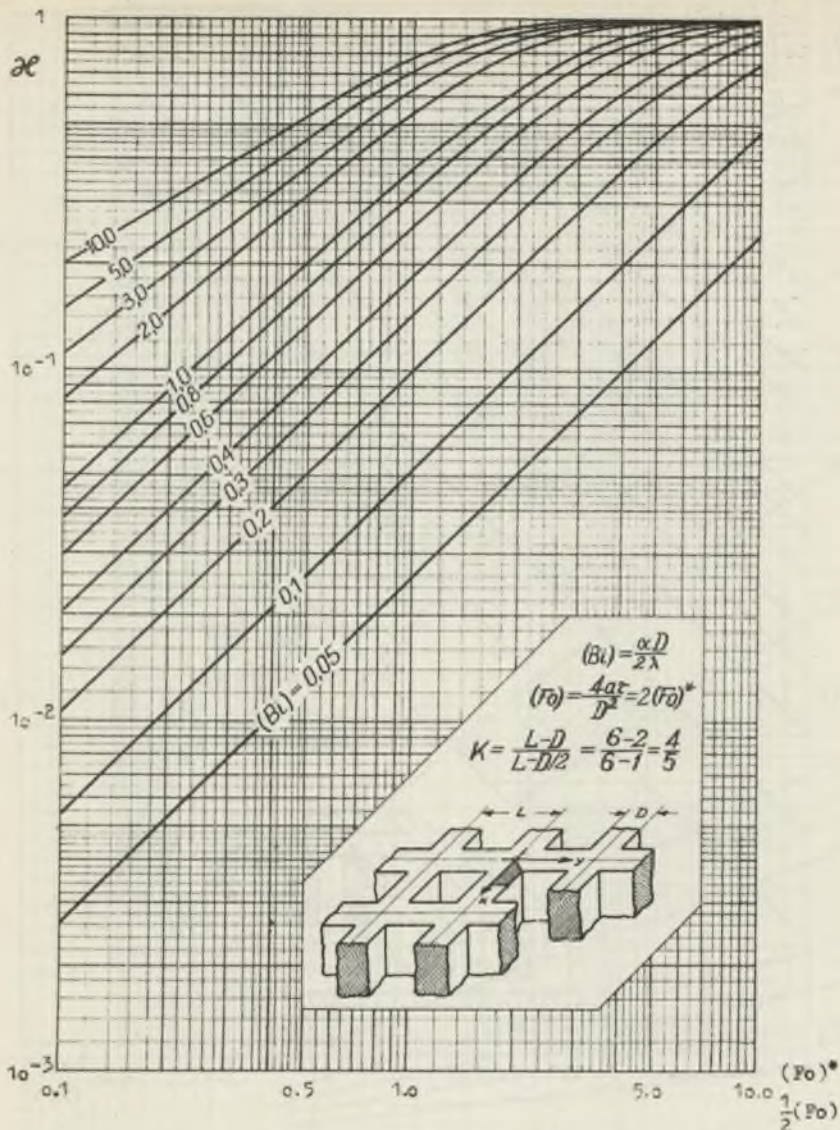 1
ℋ
10,0
5,0
3,0
2,0
10⁻¹
1,0
0,8
0,6
0,4
0,3
0,2
0,1
(Bi) = 0,05
10⁻²
(Bi) = αD / 2λ
(Fo) = 4aτ / D² = 2(Fo)*
K = L-D / L-D/2 = 6-2 / 6-1 = 4 / 5
L
D
y
x
10⁻³
0.1
0.5
1.0
5.0
10.0
(Fo)*
1/2 (Fo)